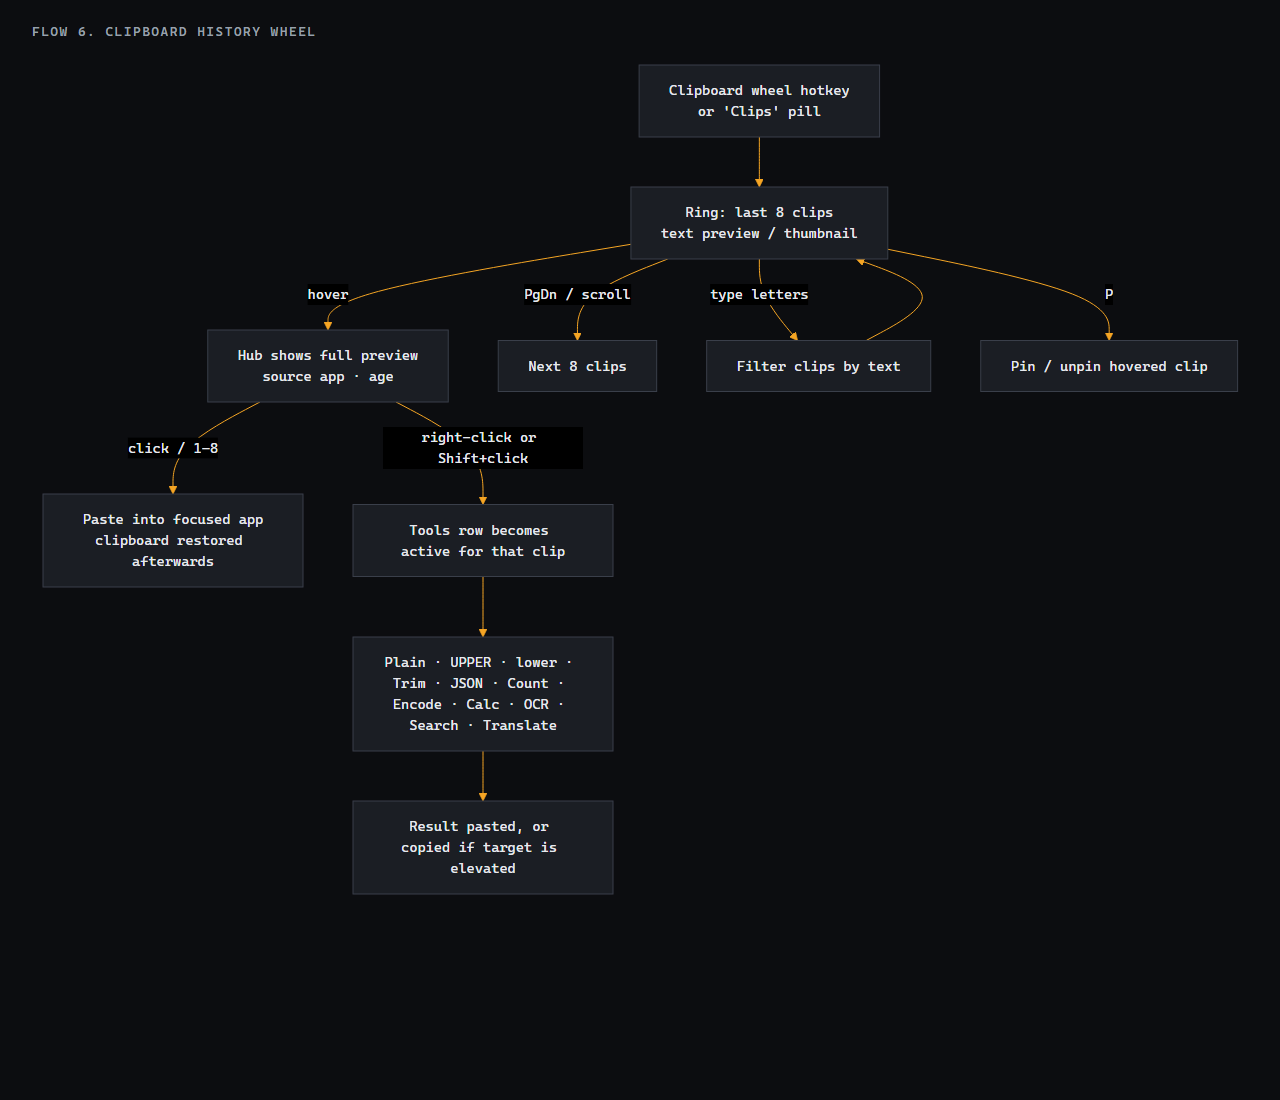 FLOW 6. CLIPBOARD HISTORY WHEEL
Clipboard wheel hotkey
or 'Clips' pill
Ring: last 8 clips
text preview / thumbnail
hover
PgDn / scroll
type letters
P
Hub shows full preview
source app · age
Next 8 clips
Filter clips by text
Pin / unpin hovered clip
click / 1–8
right-click or
Shift+click
Paste into focused app
clipboard restored
afterwards
Tools row becomes
active for that clip
Plain · UPPER · lower ·
Trim · JSON · Count ·
Encode · Calc · OCR ·
Search · Translate
Result pasted, or
copied if target is
elevated